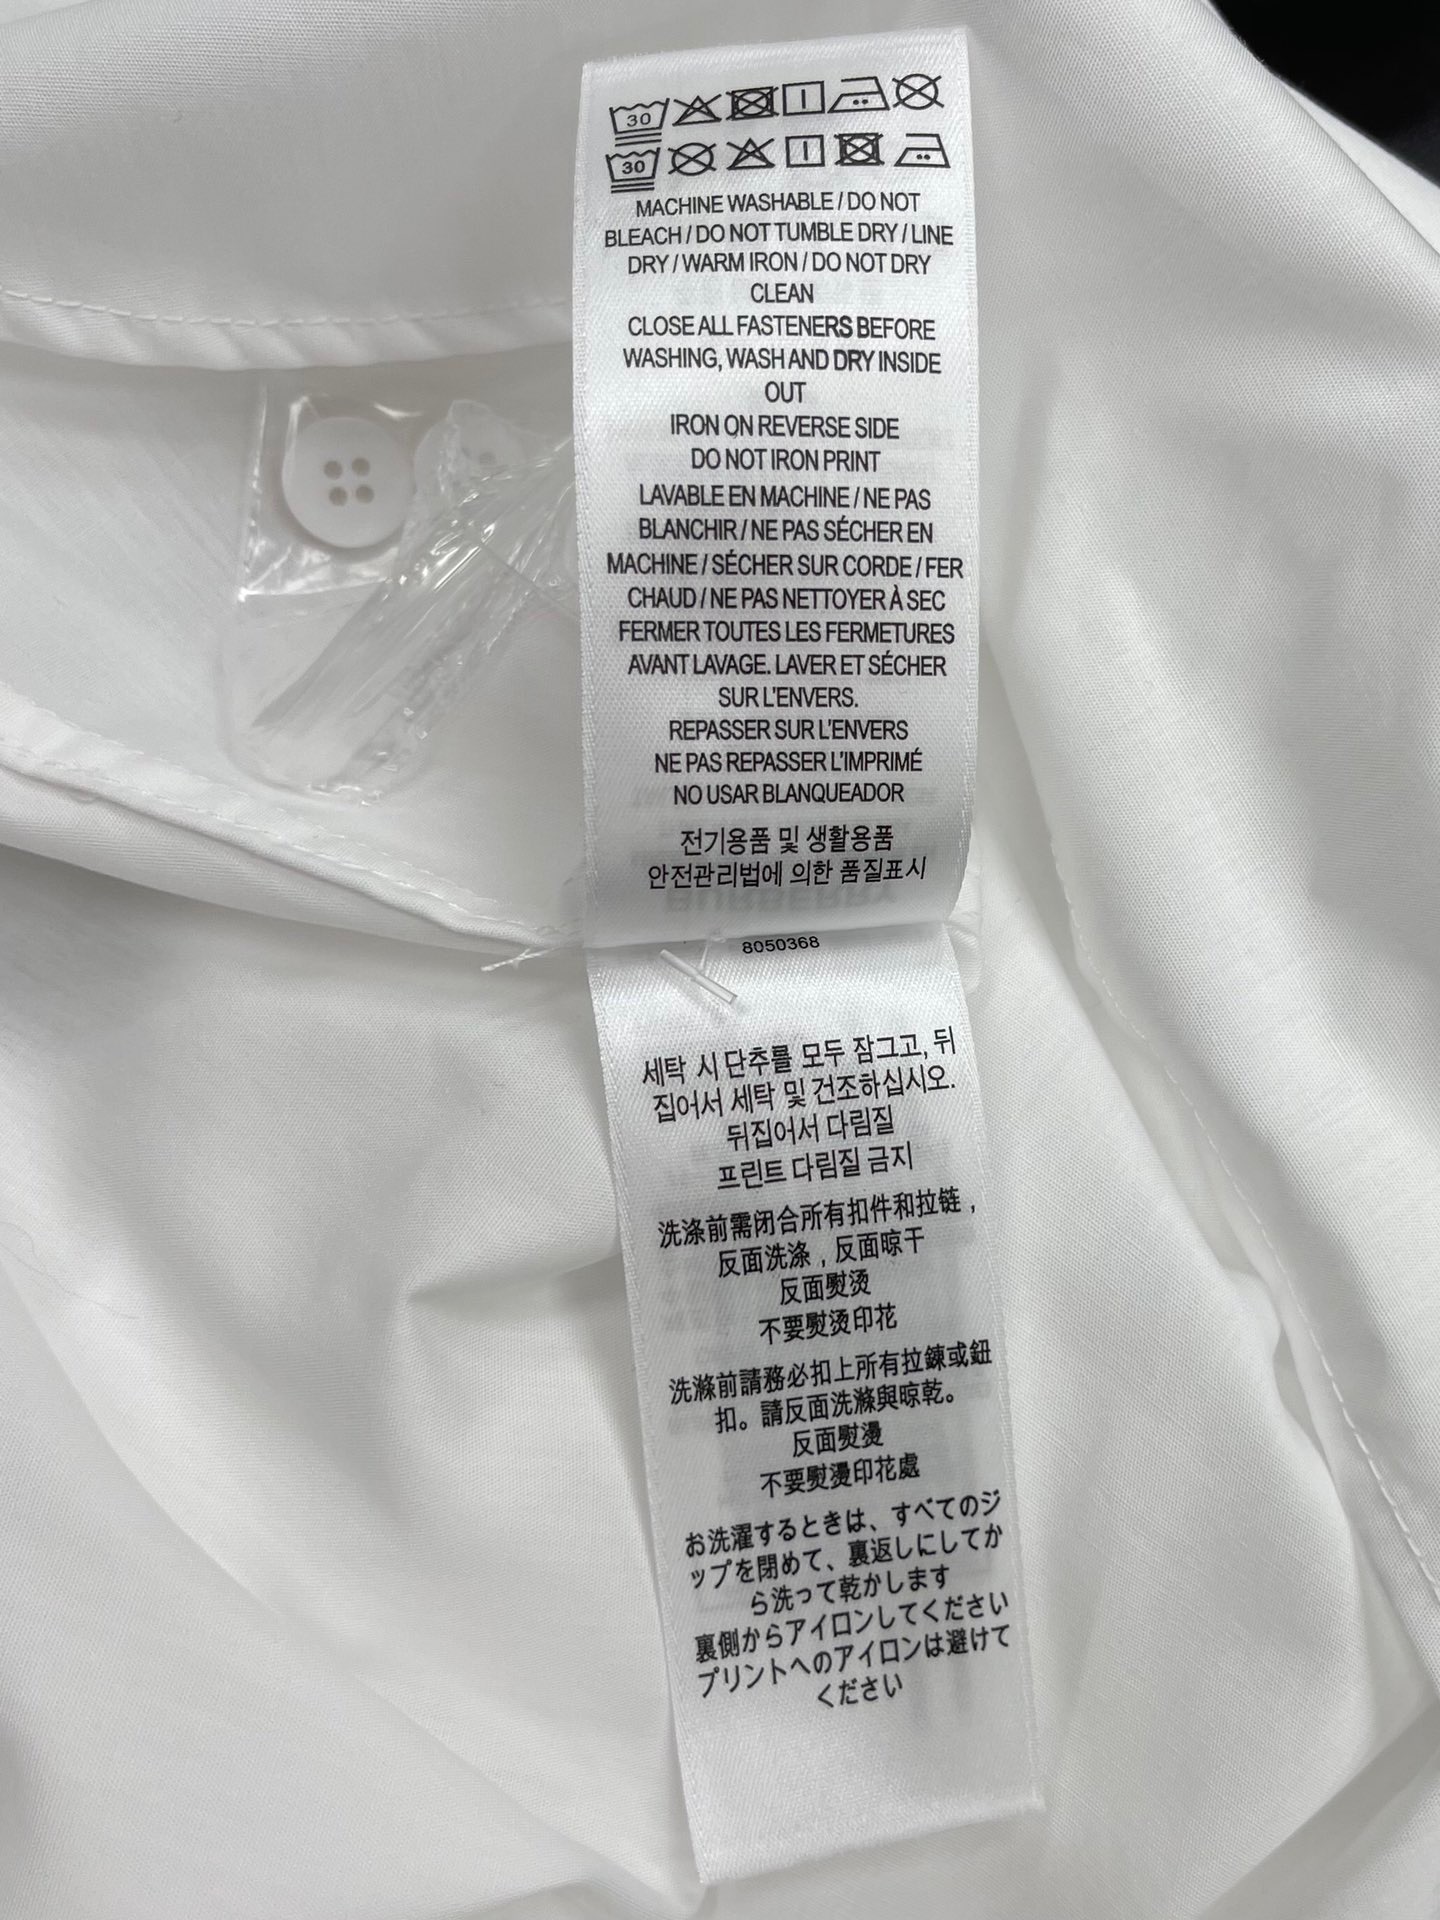 30
30
MACHINE WASHABLE / DO NOT
BLEACH / DO NOT TUMBLE DRY / LINE
DRY / WARM IRON / DO NOT DRY
CLEAN
CLOSE ALL FASTENERS BEFORE
WASHING, WASH AND DRY INSIDE
OUT
IRON ON REVERSE SIDE
DO NOT IRON PRINT
LAVABLE EN MACHINE / NE PAS
BLANCHIR / NE PAS SÉCHER EN
MACHINE / SÉCHER SUR CORDE / FER
CHAUD / NE PAS NETTOYER À SEC
FERMER TOUTES LES FERMETURES
AVANT LAVAGE. LAVER ET SÉCHER
SUR L'ENVERS.
REPASSER SUR L'ENVERS
NE PAS REPASSER L'IMPRIMÉ
NO USAR BLANQUEADOR
전기용품 및 생활용품
안전관리법에 의한 품질표시
8050368
세탁 시 단추를 모두 잠그고, 뒤
집어서 세탁 및 건조하십시오.
뒤집어서 다림질
프린트 다림질 금지
洗涤前需闭合所有扣件和拉链，
反面洗涤，反面晾干
反面熨烫
不要熨烫印花
洗滌前請務必扣上所有拉鍊或鈕
扣。請反面洗滌與晾乾。
反面熨燙
不要熨燙印花處
お洗濯するときは、すべてのジ
ップを閉めて、裏返しにしてか
ら洗って乾かします
裏側からアイロンしてください
プリントへのアイロンは避けて
ください